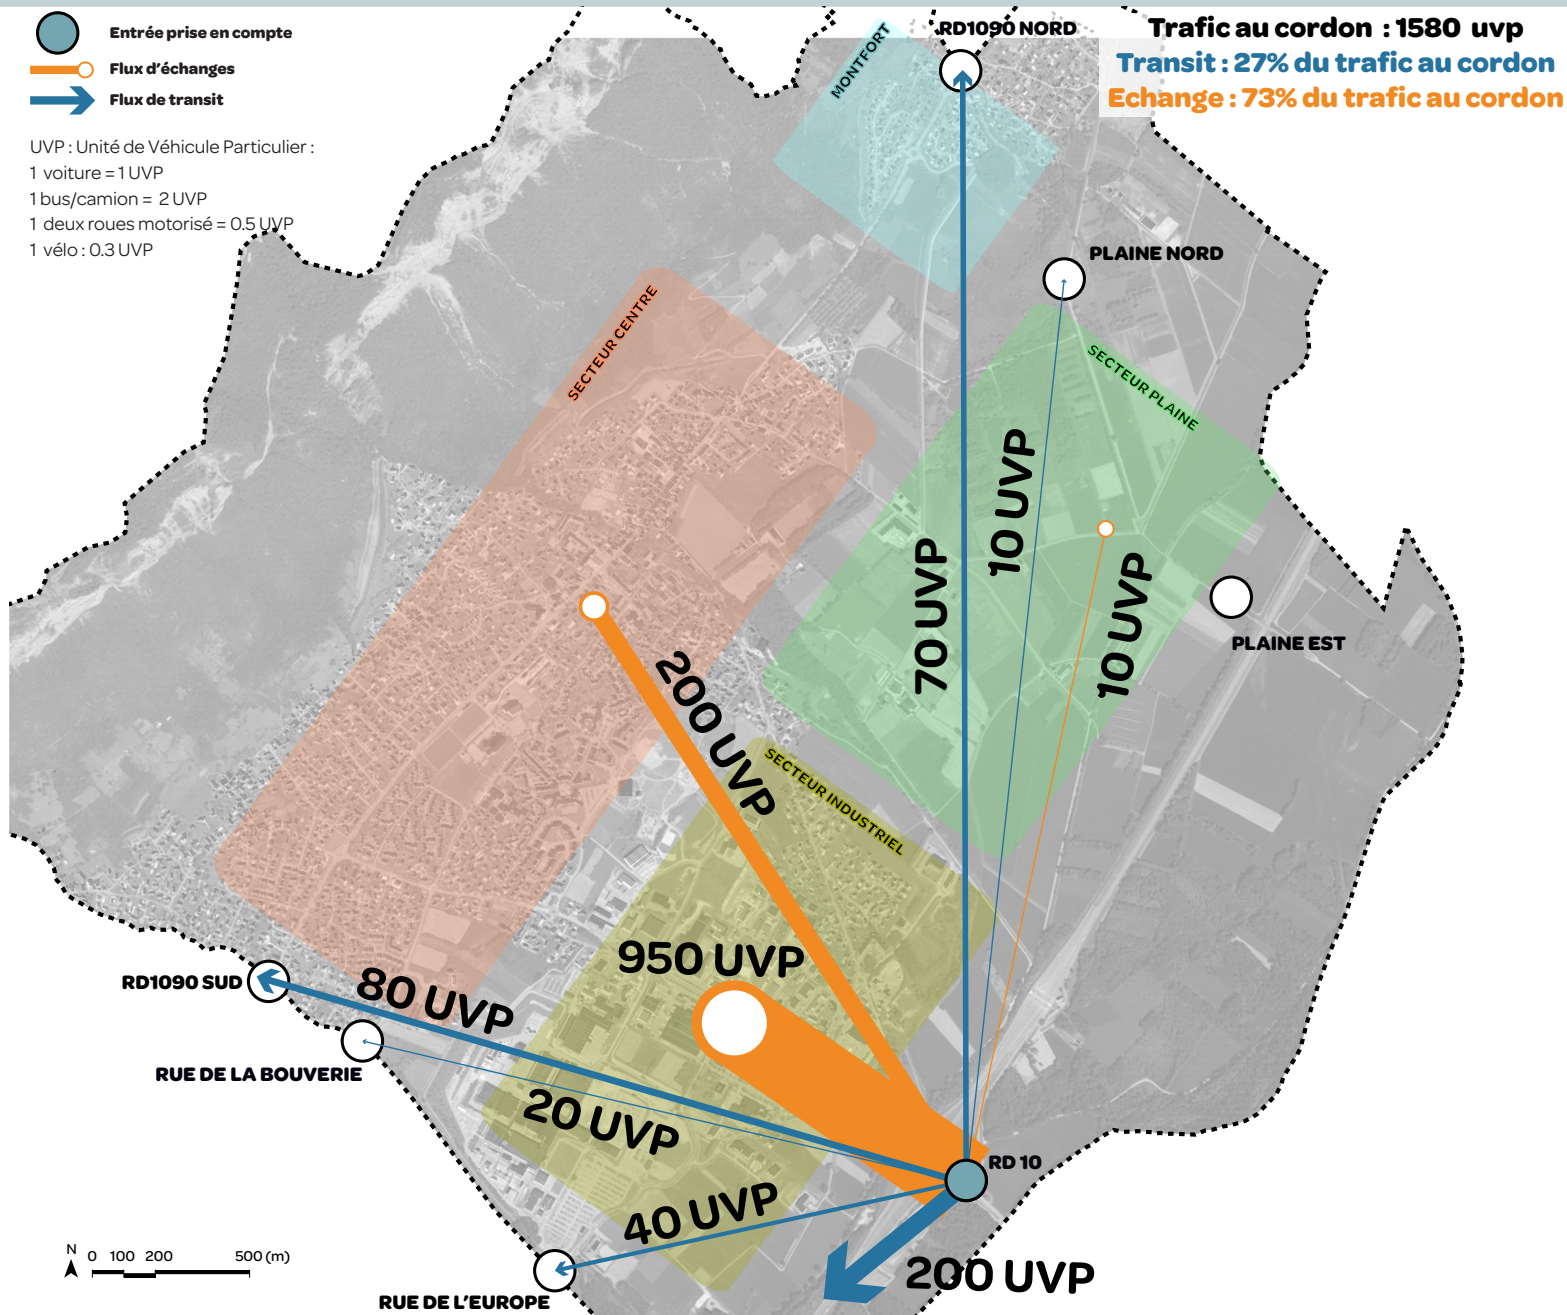 Entrée prise en compte
Flux d'échanges
Flux de transit
UVP : Unité de Véhicule Particulier :
1 voiture = 1 UVP
1 bus/camion = 2 UVP
1 deux roues motorisé = 0.5 UVP
1 vélo : 0.3 UVP
RD1090 NORD
Trafic au cordon : 1580 uvp
Transit : 27% du trafic au cordon
Echange : 73% du trafic au cordon
MONTFORT
PLAINE NORD
SECTEUR CENTRE
SECTEUR PLAINE
10 UVP
70 UVP
10 UVP
PLAINE EST
200 UVP
SECTEUR INDUSTRIEL
950 UVP
RD1090 SUD
80 UVP
RUE DE LA BOUVERIE
20 UVP
RD 10
40 UVP
200 UVP
N 0 100 200 500 (m)
RUE DE L'EUROPE